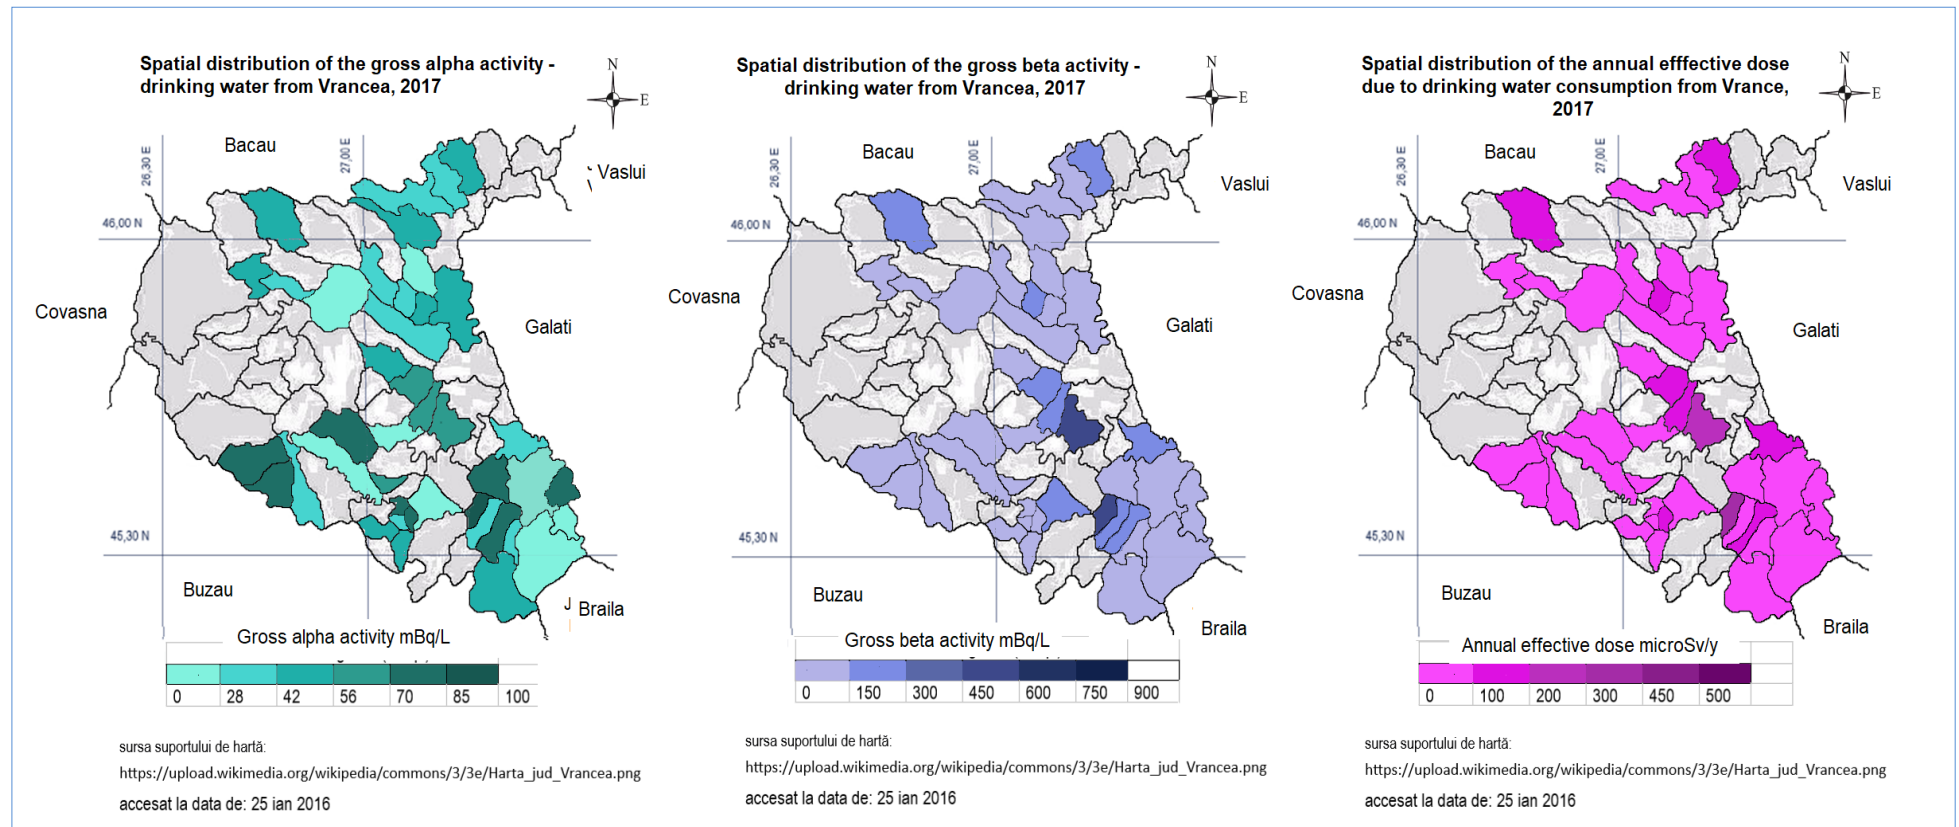 Spatial distribution of the gross alpha activity -
drinking water from Vrancea, 2017
N
E
Bacau
Vaslui
26,30 E
27,00 E
46,00 N
Covasna
Galati
45,30 N
Buzau
Braila
Gross alpha activity mBq/L
0 28 42 56 70 85 100
sursa suportului de hartă:
https://upload.wikimedia.org/wikipedia/commons/3/3e/Harta_jud_Vrancea.png
accesat la data de: 25 ian 2016
Spatial distribution of the gross beta activity -
drinking water from Vrancea, 2017
N
E
Bacau
Vaslui
26,30 E
27,00 E
46,00 N
Covasna
Galati
45,30 N
Buzau
Braila
Gross beta activity mBq/L
0 150 300 450 600 750 900
sursa suportului de hartă:
https://upload.wikimedia.org/wikipedia/commons/3/3e/Harta_jud_Vrancea.png
accesat la data de: 25 ian 2016
Spatial distribution of the annual efffective dose
due to drinking water consumption from Vrance,
2017
N
E
Bacau
Vaslui
26,30 E
27,00 E
46,00 N
Covasna
Galati
45,30 N
Buzau
Braila
Annual effective dose microSv/y
0 100 200 300 450 500
sursa suportului de hartă:
https://upload.wikimedia.org/wikipedia/commons/3/3e/Harta_jud_Vrancea.png
accesat la data de: 25 ian 2016